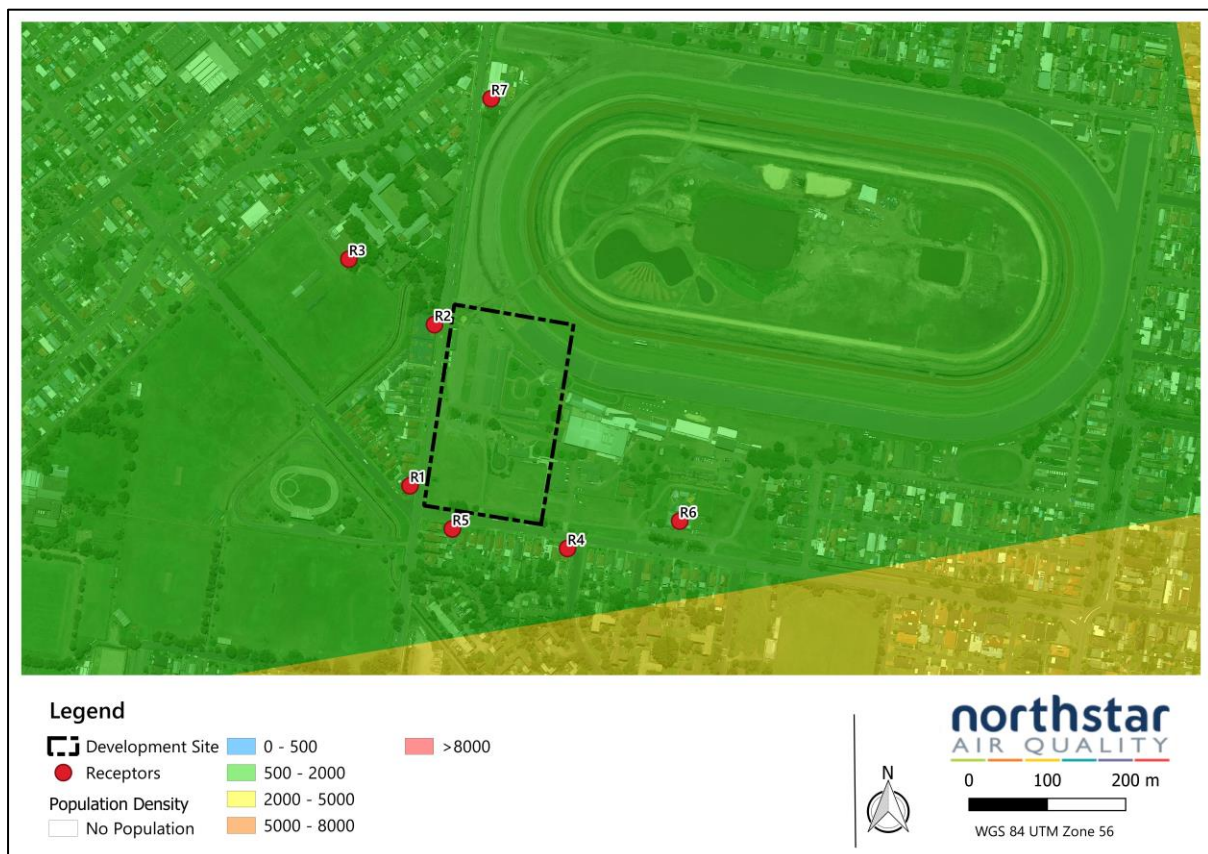 R7
R3
R2
R1
R5
R4
R6
Legend
Development Site
Receptors
Population Density
No Population
0 - 500
500 - 2000
2000 - 5000
5000 - 8000
>8000
N
northstar
AIR QUALITY
0 100 200 m
WGS 84 UTM Zone 56